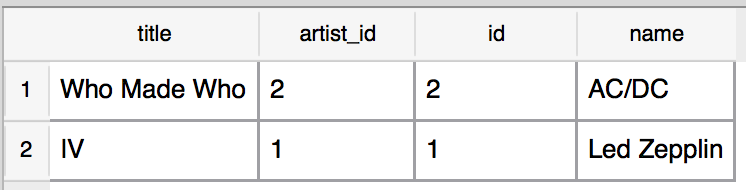 title artist_id id name
1 Who Made Who 2 2 AC/DC
2 IV 1 1 Led Zepplin